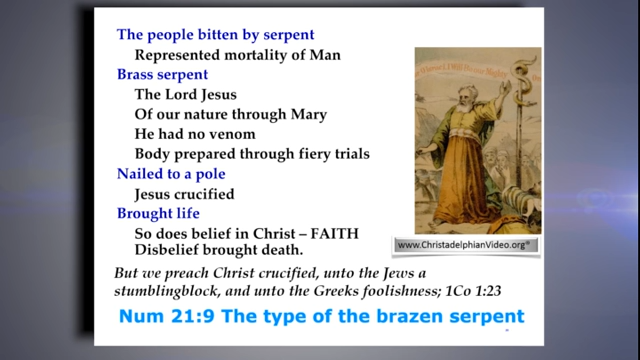 The people bitten by serpent
Represented mortality of Man
Brass serpent
The Lord Jesus
Of our nature through Mary
He had no venom
Body prepared through fiery trials
Nailed to a pole
Jesus crucified
Brought life
So does belief in Christ – FAITH
Disbelief brought death.
www.ChristadelphianVideo.org®
But we preach Christ crucified, unto the Jews a
stumblingblock, and unto the Greeks foolishness; 1Co 1:23
Num 21:9 The type of the brazen serpent